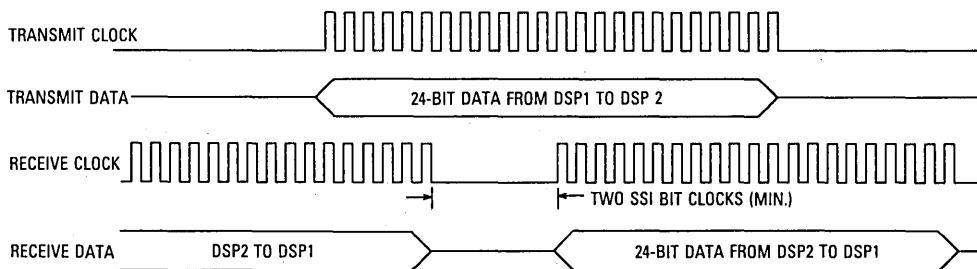 TRANSMIT CLOCK
TRANSMIT DATA
24-BIT DATA FROM DSP1 TO DSP 2
RECEIVE CLOCK
TWO SSI BIT CLOCKS (MIN.)
RECEIVE DATA
DSP2 TO DSP1
24-BIT DATA FROM DSP2 TO DSP1